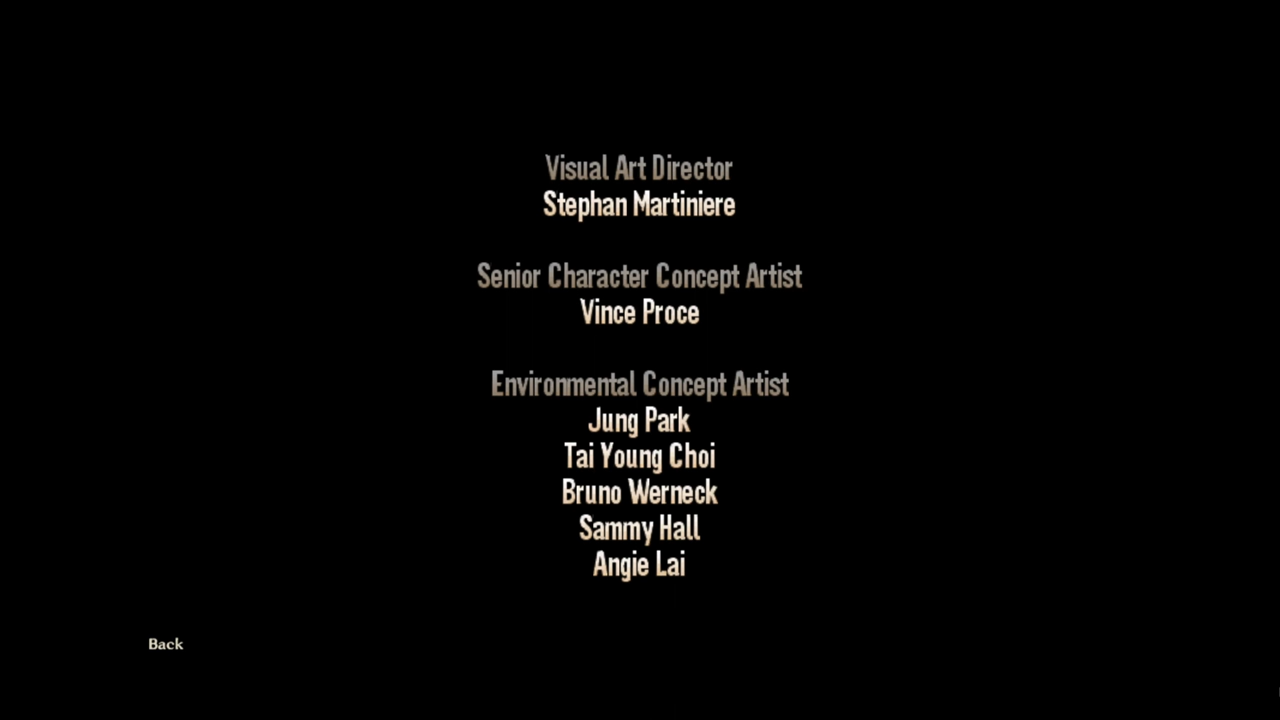 Visual Art Director
Stephan Martiniere
Senior Character Concept Artist
Vince Proce
Environmental Concept Artist
Jung Park
Tai Young Choi
Bruno Werneck
Sammy Hall
Angie Lai
Back